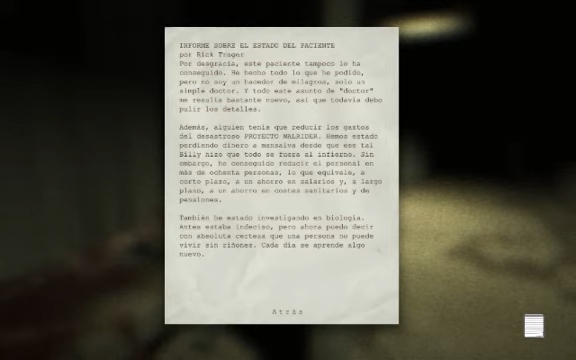 INFORME SOBRE EL ESTADO DEL PACIENTE
por Rick Trager
Por desgracia, este paciente tampoco lo ha
conseguido. He hecho todo lo que he podido,
pero no soy un hacedor de milagros, solo un
simple doctor. Y todo este asunto de "doctor"
me resulta bastante nuevo, así que todavía debo
pulir los detalles.
Además, alguien tenía que reducir los gastos
del desastroso PROYECTO WALRIDER. Hemos estado
perdiendo dinero a mansalva desde que ese tal
Billy hizo que todo se fuera al infierno. Sin
embargo, he conseguido reducir el personal en
más de ochenta personas, lo que equivale, a
corto plazo, a un ahorro en salarios y, a largo
plazo, a un ahorro en costes sanitarios y de
pensiones.
También he estado investigando en biología.
Antes estaba indeciso, pero ahora puedo decir
con absoluta certeza que una persona no puede
vivir sin riñones. Cada día se aprende algo
nuevo.
Atrás